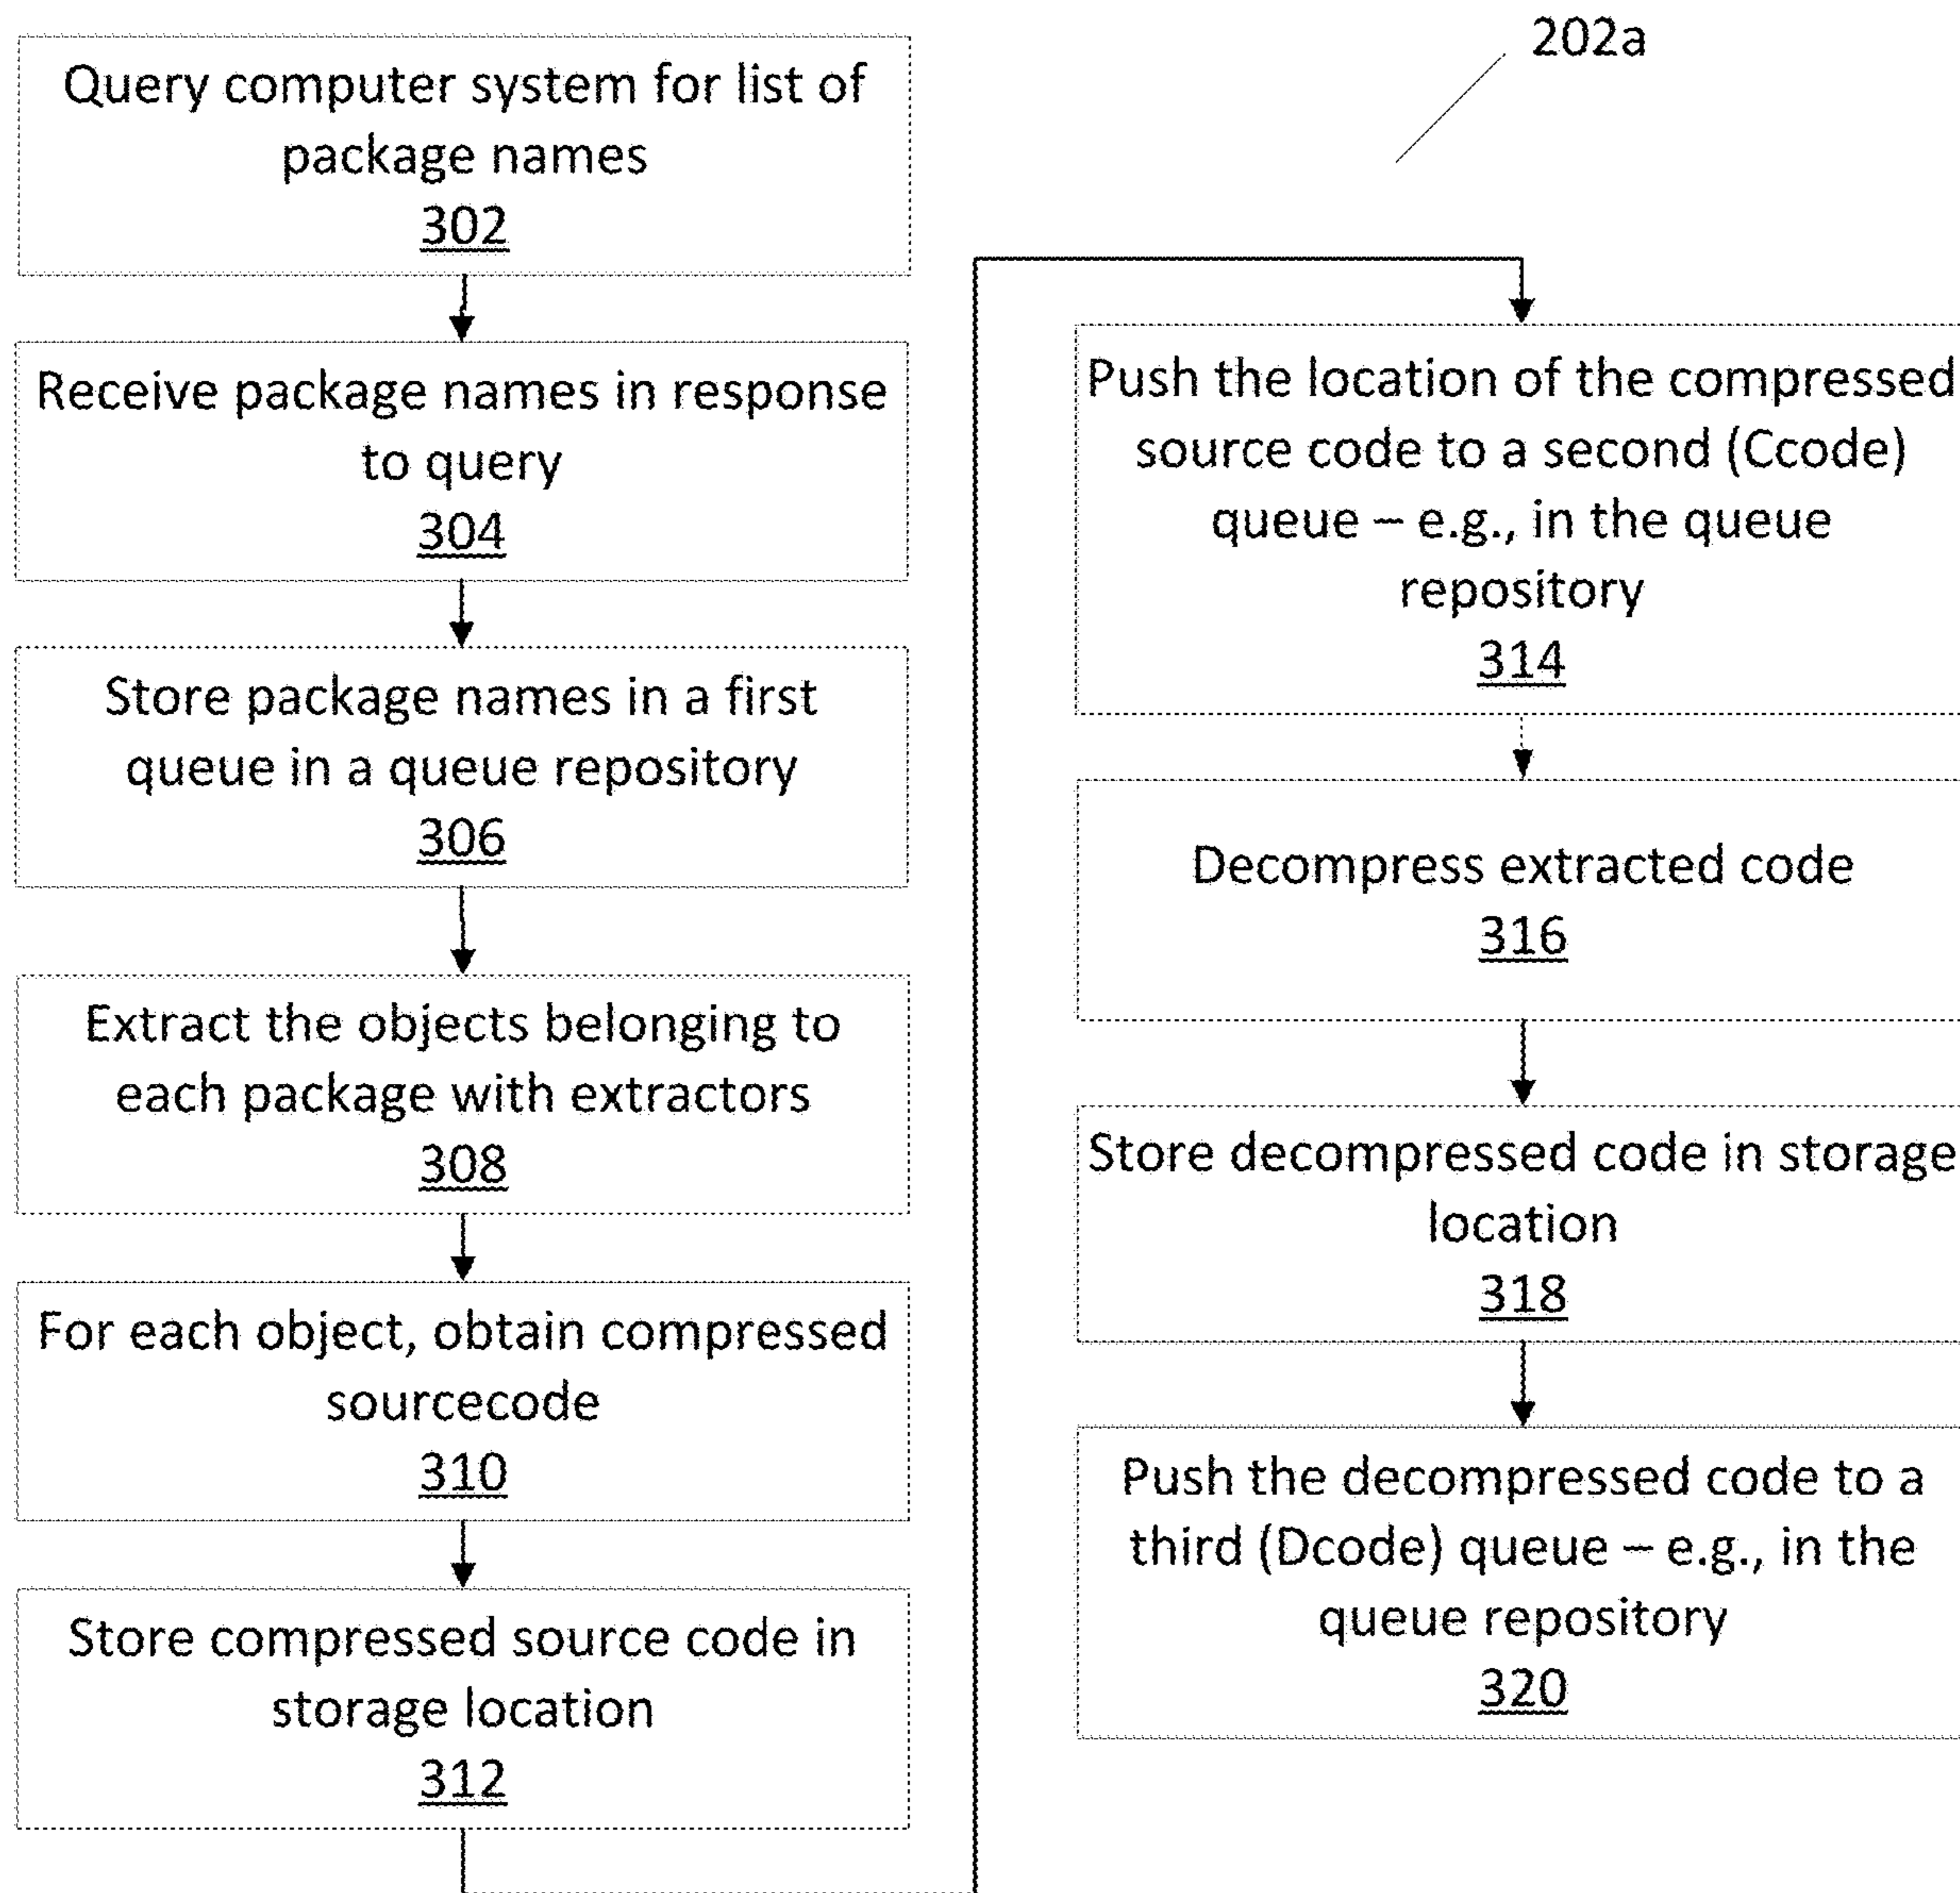 202a
Query computer system for list of
package names
302
Receive package names in response
to query
304
Store package names in a first
queue in a queue repository
306
Extract the objects belonging to
each package with extractors
308
For each object, obtain compressed
sourcecode
310
Store compressed source code in
storage location
312
Push the location of the compressed
source code to a second (Ccode)
queue – e.g., in the queue
repository
314
Decompress extracted code
316
Store decompressed code in storage
location
318
Push the decompressed code to a
third (Dcode) queue – e.g., in the
queue repository
320